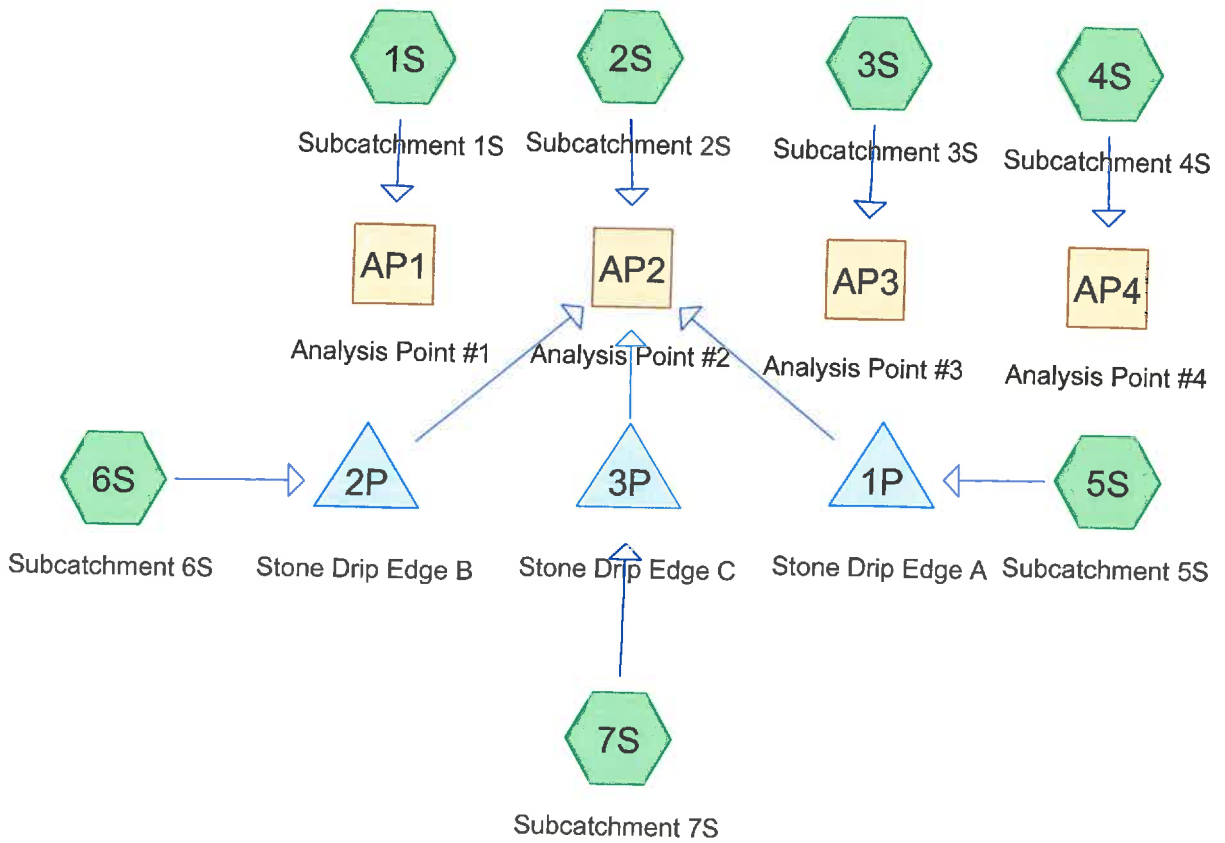 1S
2S
3S
4S
Subcatchment 1S
Subcatchment 2S
Subcatchment 3S
Subcatchment 4S
AP1
AP2
AP3
AP4
Analysis Point #1
Analysis Point #2
Analysis Point #3
Analysis Point #4
6S
2P
3P
1P
5S
Subcatchment 6S
Stone Drip Edge B
Stone Drip Edge C
Stone Drip Edge A
Subcatchment 5S
7S
Subcatchment 7S